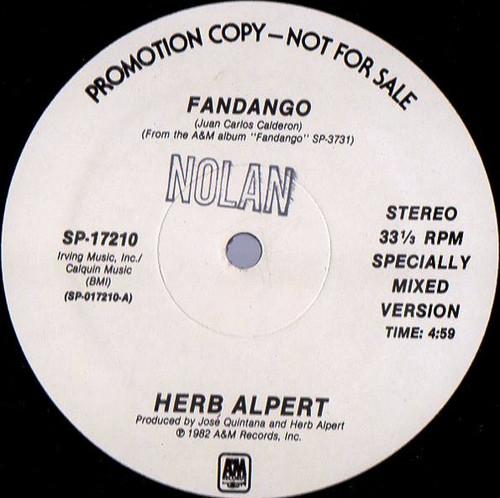 PROMOTION COPY—NOT FOR SALE
FANDANGO
(Juan Carlos Calderon)
(From the A&M album "Fandango" SP-3731)
NOLAN
SP-17210
Irving Music, Inc./
Calquin Music
(BMI)
(SP-017210-A)
STEREO
33⅓ RPM
SPECIALLY
MIXED
VERSION
TIME: 4:59
HERB ALPERT
Produced by José Quintana and Herb Alpert
℗ 1982 A&M Records, Inc.
A&M
RECORDS